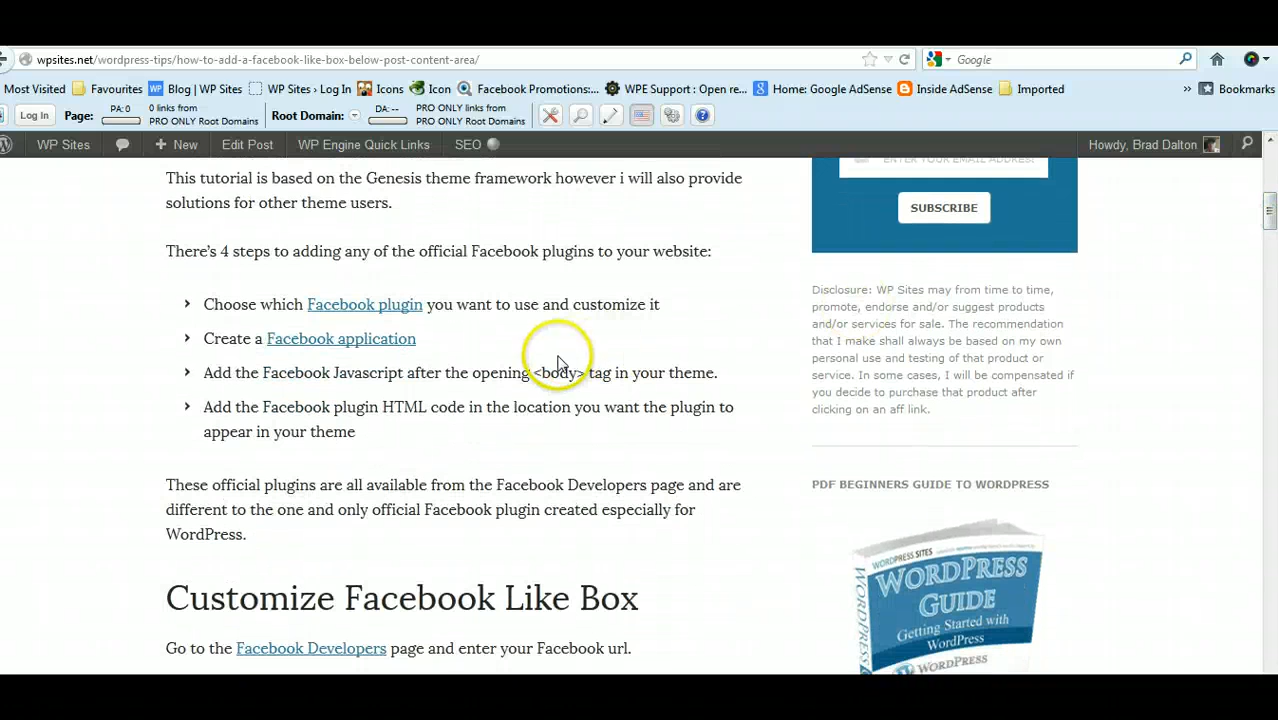 wpsites.net/wordpress-tips/how-to-add-a-facebook-like-box-below-post-content-area/
Google
Most Visited Favourites Blog | WP Sites WP Sites › Log In Icons Icon Facebook Promotions:... WPE Support : Open re... Home: Google AdSense Inside AdSense Imported » Bookmarks
Log In Page: PA: 0 0 links from PRO ONLY Root Domains Root Domain: DA: -- PRO ONLY links from PRO ONLY Root Domains
WP Sites + New Edit Post WP Engine Quick Links SEO Howdy, Brad Dalton
This tutorial is based on the Genesis theme framework however i will also provide
solutions for other theme users.
There's 4 steps to adding any of the official Facebook plugins to your website:
Choose which Facebook plugin you want to use and customize it
Create a Facebook application
Add the Facebook Javascript after the opening <body> tag in your theme.
Add the Facebook plugin HTML code in the location you want the plugin to
appear in your theme
These official plugins are all available from the Facebook Developers page and are
different to the one and only official Facebook plugin created especially for
WordPress.
Customize Facebook Like Box
Go to the Facebook Developers page and enter your Facebook url.
ENTER YOUR EMAIL ADDRESS!
SUBSCRIBE
Disclosure: WP Sites may from time to time,
promote, endorse and/or suggest products
and/or services for sale. The recommendation
that I make shall always be based on my own
personal use and testing of that product or
service. In some cases, I will be compensated if
you decide to purchase that product after
clicking on an aff link.
PDF BEGINNERS GUIDE TO WORDPRESS
WORDPRESS SITES
WORDPRESS
GUIDE
Getting Started with
WordPress
WORDPRESS
WORDPRESS